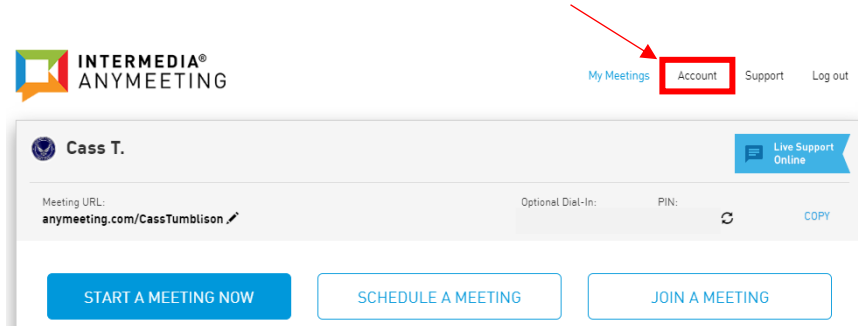 INTERMEDIA®
ANYMEETING
My Meetings Account Support Log out
Cass T.
Live Support
Online
Meeting URL: Optional Dial-In: PIN:
anymeeting.com/CassTumblison COPY
START A MEETING NOW SCHEDULE A MEETING JOIN A MEETING